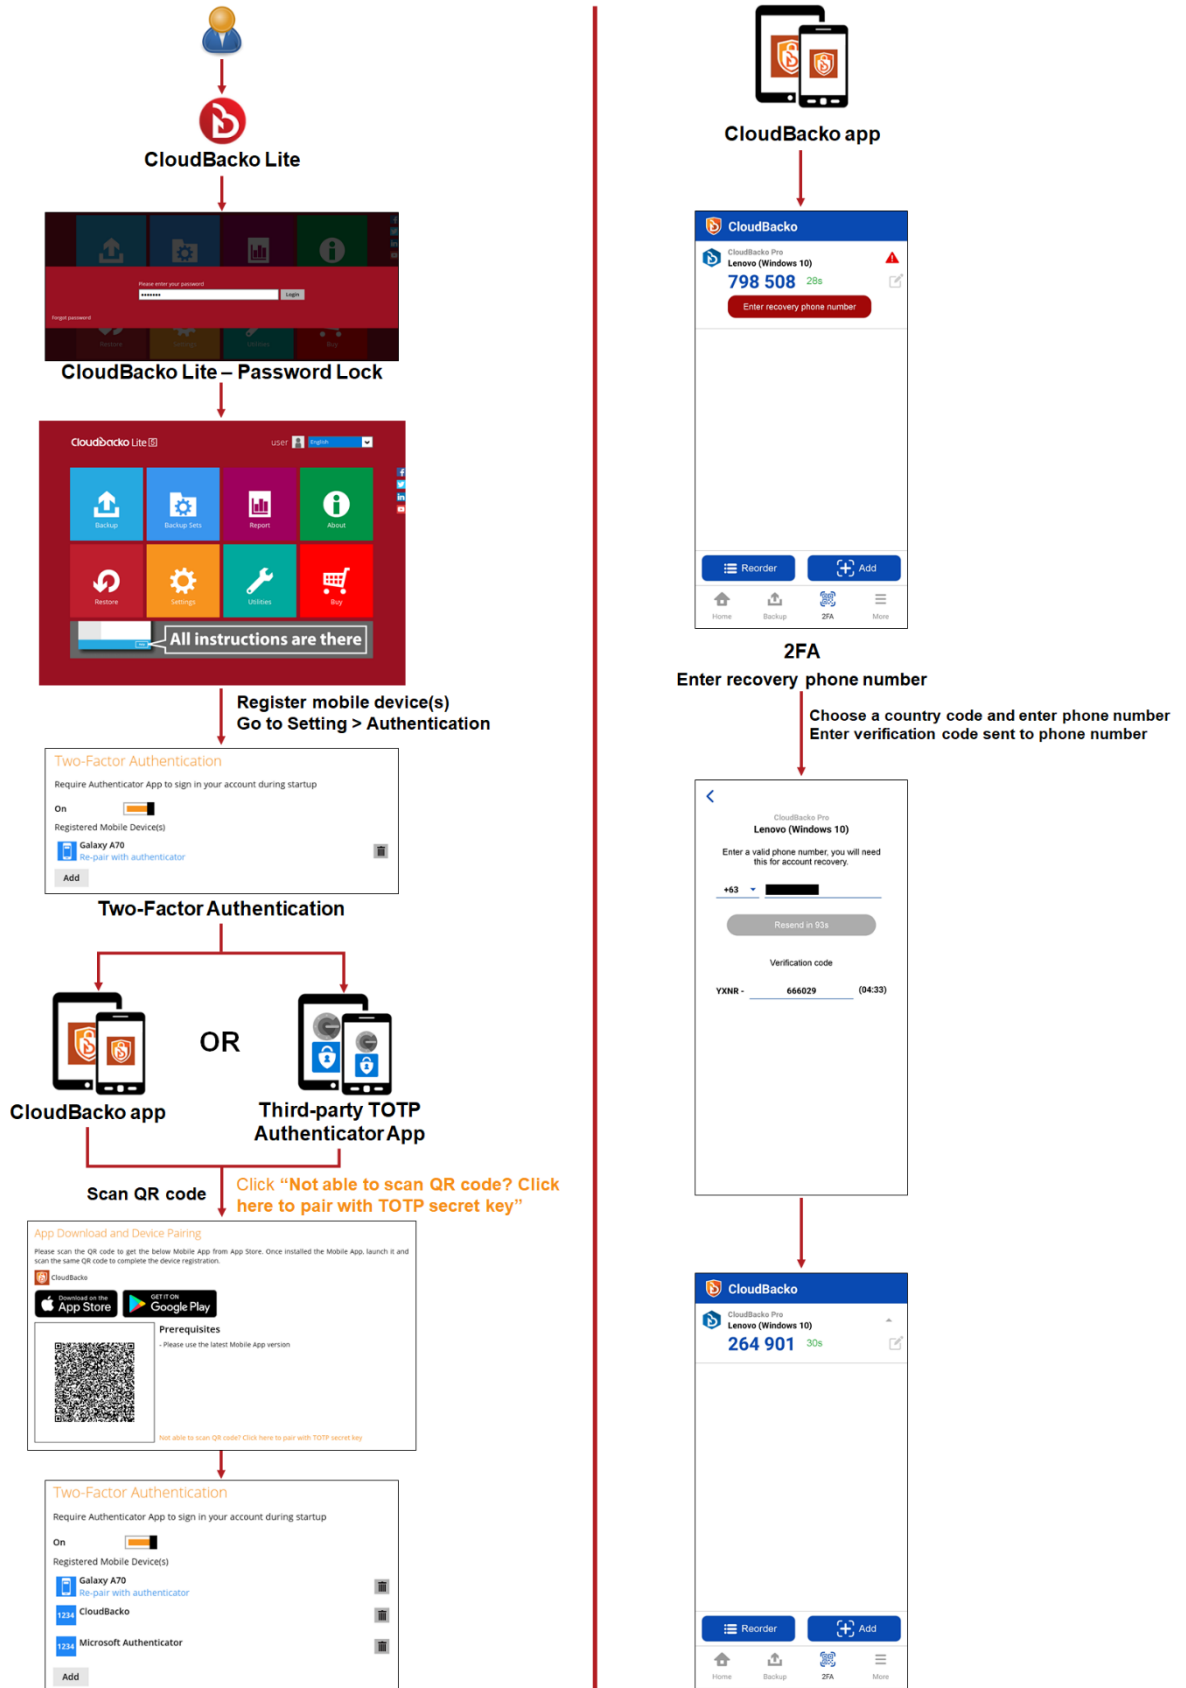 CloudBacko Lite
Please enter your password
*******
Login
Forgot password
Restore
Settings
Utilities
Buy
CloudBacko Lite – Password Lock
CloudBacko Lite
user
English
Backup
Backup Sets
Report
About
Restore
Settings
Utilities
Buy
All instructions are there
Register mobile device(s)
Go to Setting > Authentication
Two-Factor Authentication
Require Authenticator App to sign in your account during startup
On
Registered Mobile Device(s)
Galaxy A70
Re-pair with authenticator
Add
Two-Factor Authentication
OR
CloudBacko app
Third-party TOTP
Authenticator App
Scan QR code
Click “Not able to scan QR code? Click
here to pair with TOTP secret key”
App Download and Device Pairing
Please scan the QR code to get the below Mobile App from App Store. Once installed the Mobile App, launch it and
scan the same QR code to complete the device registration.
CloudBacko
Download on the
App Store
GET IT ON
Google Play
Prerequisites
- Please use the latest Mobile App version
Not able to scan QR code? Click here to pair with TOTP secret key
Two-Factor Authentication
Require Authenticator App to sign in your account during startup
On
Registered Mobile Device(s)
Galaxy A70
Re-pair with authenticator
1234 CloudBacko
1234 Microsoft Authenticator
Add
CloudBacko app
CloudBacko
CloudBacko Pro
Lenovo (Windows 10)
798 508 28s
Enter recovery phone number
Reorder
Add
Home
Backup
2FA
More
2FA
Enter recovery phone number
Choose a country code and enter phone number
Enter verification code sent to phone number
CloudBacko Pro
Lenovo (Windows 10)
Enter a valid phone number, you will need
this for account recovery.
+63
Resend in 93s
Verification code
YXNR - 666029 (04:33)
CloudBacko
CloudBacko Pro
Lenovo (Windows 10)
264 901 30s
Reorder
Add
Home
Backup
2FA
More